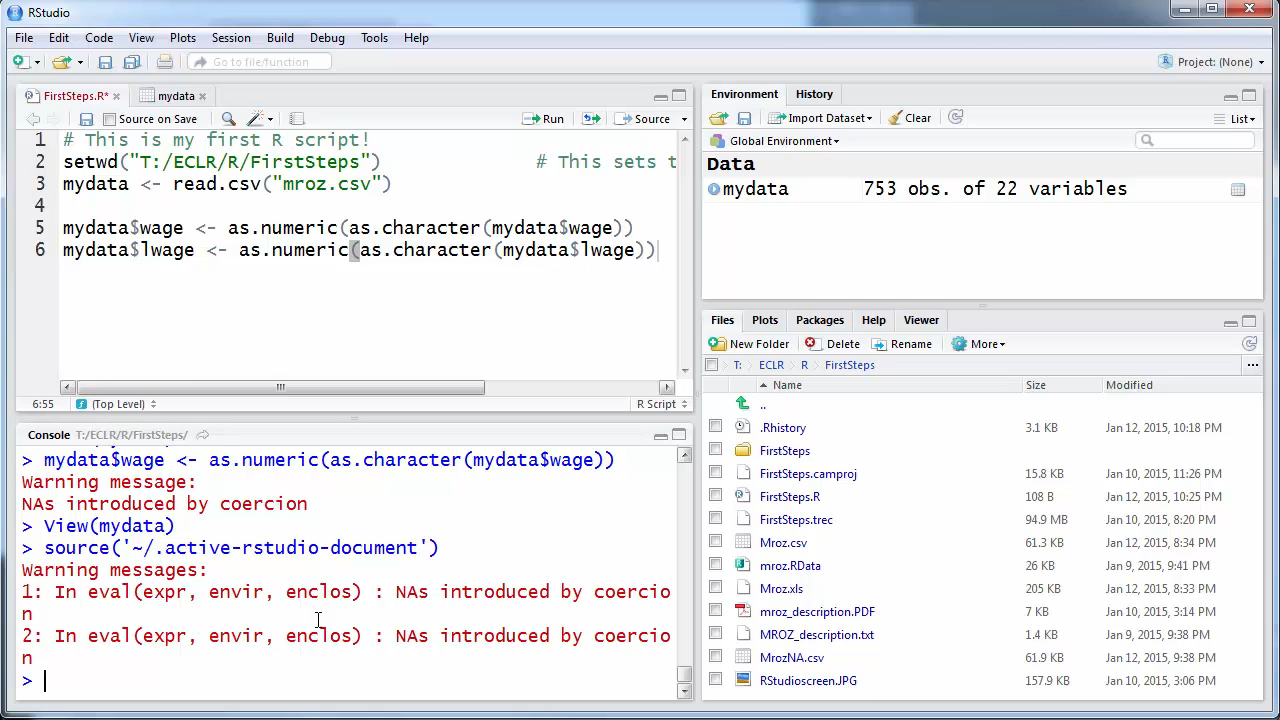 RStudio
File Edit Code View Plots Session Build Debug Tools Help
Go to file/function
Project: (None)
FirstSteps.R*
mydata
Source on Save
Run
Source
1 # This is my first R script!
2 setwd("T:/ECLR/R/FirstSteps") # This sets t
3 mydata <- read.csv("mroz.csv")
4
5 mydata$wage <- as.numeric(as.character(mydata$wage))
6 mydata$lwage <- as.numeric(as.character(mydata$lwage))
6:55 (Top Level) R Script
Console T:/ECLR/R/FirstSteps/
> mydata$wage <- as.numeric(as.character(mydata$wage))
Warning message:
NAs introduced by coercion
> View(mydata)
> source('~/.active-rstudio-document')
Warning messages:
1: In eval(expr, envir, enclos) : NAs introduced by coercio
n
2: In eval(expr, envir, enclos) : NAs introduced by coercio
n
>
Environment History
Import Dataset Clear List
Global Environment
Data
mydata 753 obs. of 22 variables
Files Plots Packages Help Viewer
New Folder Delete Rename More
T: ECLR R FirstSteps ...
Name Size Modified
..
.Rhistory 3.1 KB Jan 12, 2015, 10:18 PM
FirstSteps
FirstSteps.camproj 15.8 KB Jan 10, 2015, 11:26 PM
FirstSteps.R 108 B Jan 12, 2015, 10:25 PM
FirstSteps.trec 94.9 MB Jan 10, 2015, 8:20 PM
Mroz.csv 61.3 KB Jan 12, 2015, 8:34 PM
mroz.RData 26 KB Jan 9, 2015, 9:41 PM
Mroz.xls 205 KB Jan 12, 2015, 8:33 PM
mroz_description.PDF 7 KB Jan 12, 2015, 3:14 PM
MROZ_description.txt 1.4 KB Jan 9, 2015, 9:38 PM
MrozNA.csv 61.9 KB Jan 12, 2015, 9:38 PM
RStudioscreen.JPG 157.9 KB Jan 10, 2015, 3:06 PM